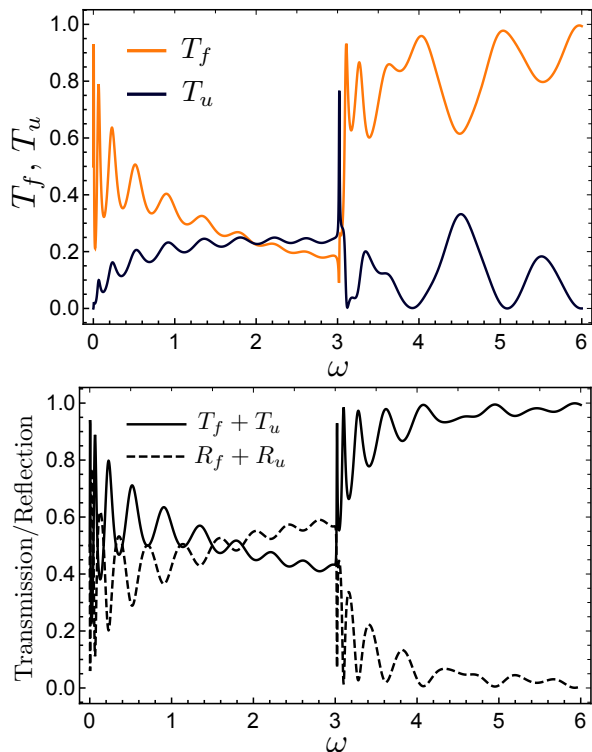 T_f, T_u
1.0
0.8
0.6
0.4
0.2
0.0
T_f
T_u
0 1 2 3 4 5 6
ω
Transmission/Reflection
1.0
0.8
0.6
0.4
0.2
0.0
T_f + T_u
R_f + R_u
0 1 2 3 4 5 6
ω